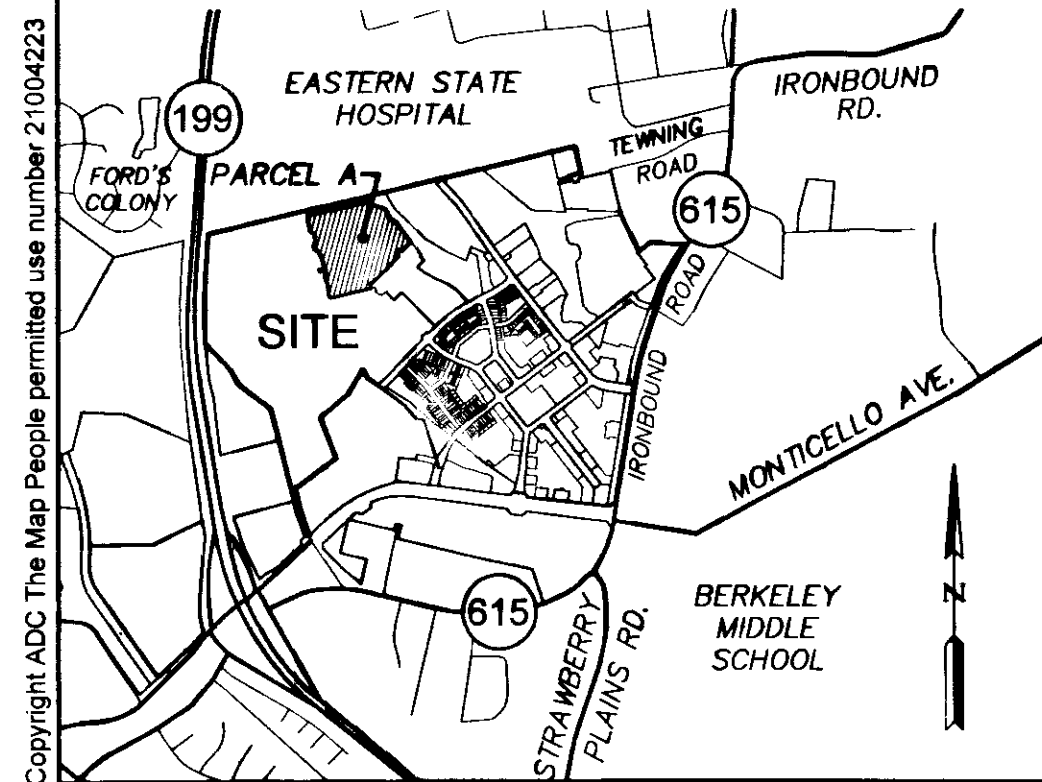 Copyright ADC The Map People permitted use number 21004223
EASTERN STATE
HOSPITAL
IRONBOUND
RD.
199
TEWNING
ROAD
FORD'S
COLONY
PARCEL A
615
SITE
ROAD
IRONBOUND
MONTICELLO AVE.
N
615
STRAWBERRY
PLAINS RD.
BERKELEY
MIDDLE
SCHOOL